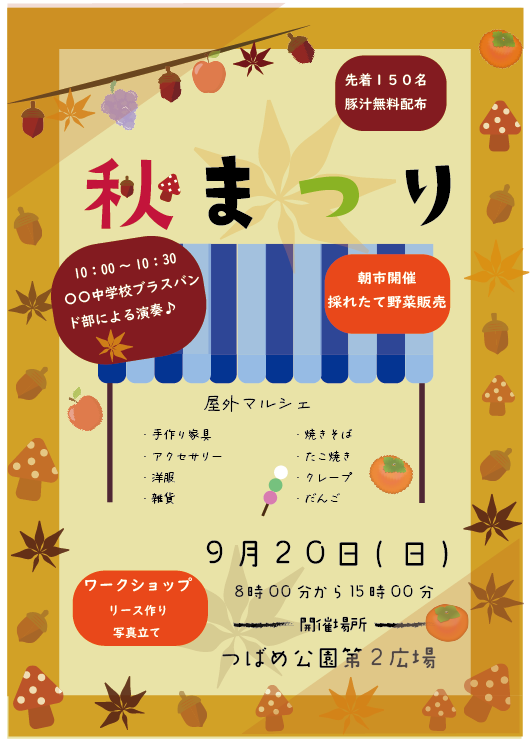 先着１５０名
豚汁無料配布
秋まつり
10：00～10：30
〇〇中学校ブラスバン
ド部による演奏♪
朝市開催
採れたて野菜販売
屋外マルシェ
・手作り家具
・アクセサリー
・洋服
・雑貨
・焼きそば
・たこ焼き
・クレープ
・だんご
９月２０日(日)
8時00分から15時00分
開催場所
つばめ公園第２広場
ワークショップ
リース作り
写真立て